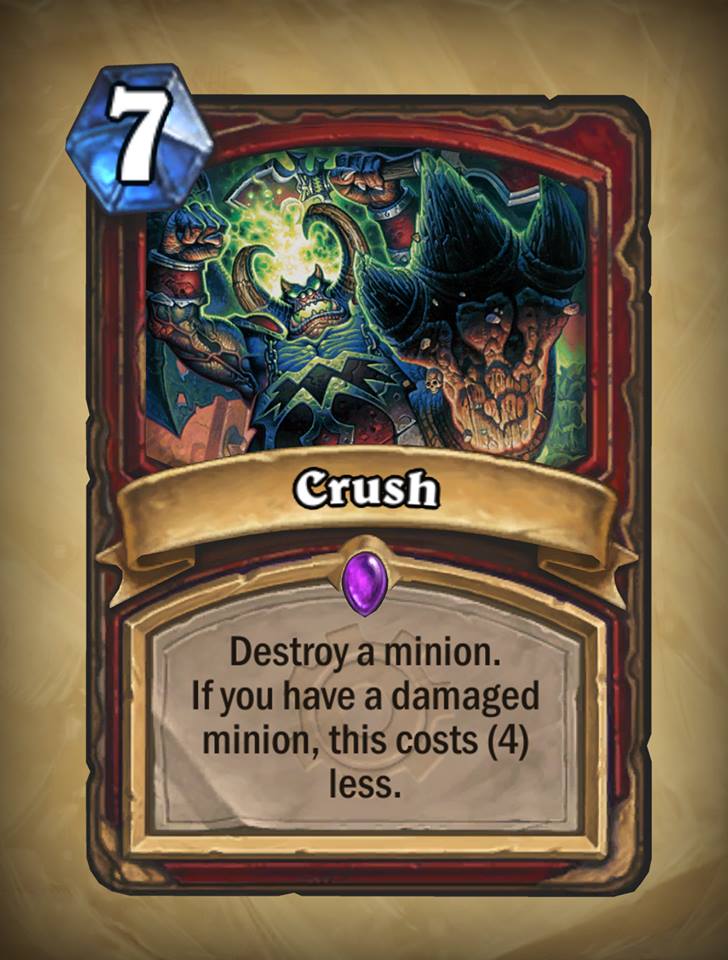 7
Crush
Destroy a minion.
If you have a damaged
minion, this costs (4)
less.